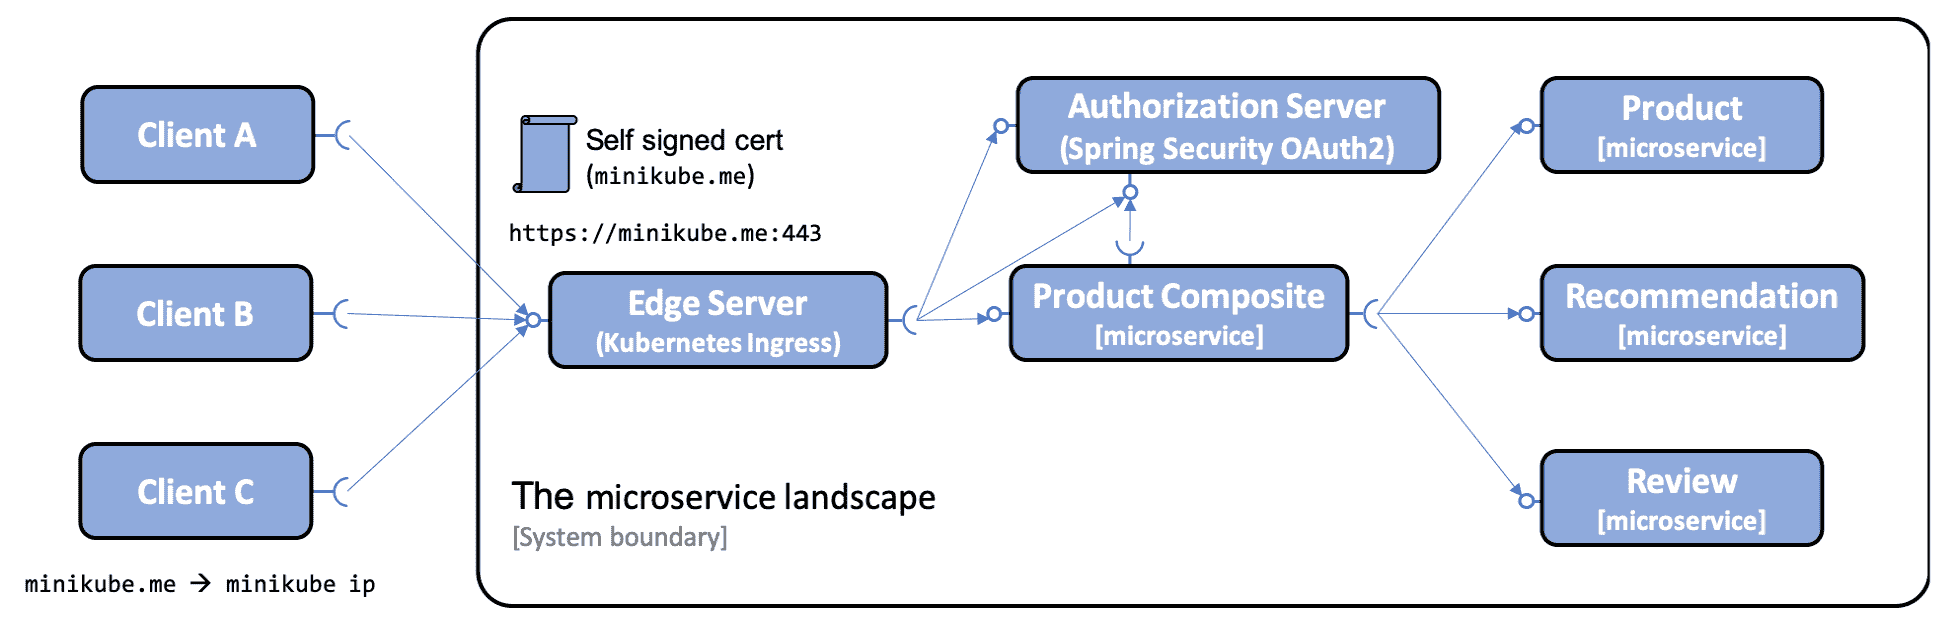 Client A
Client B
Client C
minikube.me → minikube ip
Self signed cert
(minikube.me)
https://minikube.me:443
Edge Server
(Kubernetes Ingress)
The microservice landscape
[System boundary]
Authorization Server
(Spring Security OAuth2)
Product Composite
[microservice]
Product
[microservice]
Recommendation
[microservice]
Review
[microservice]